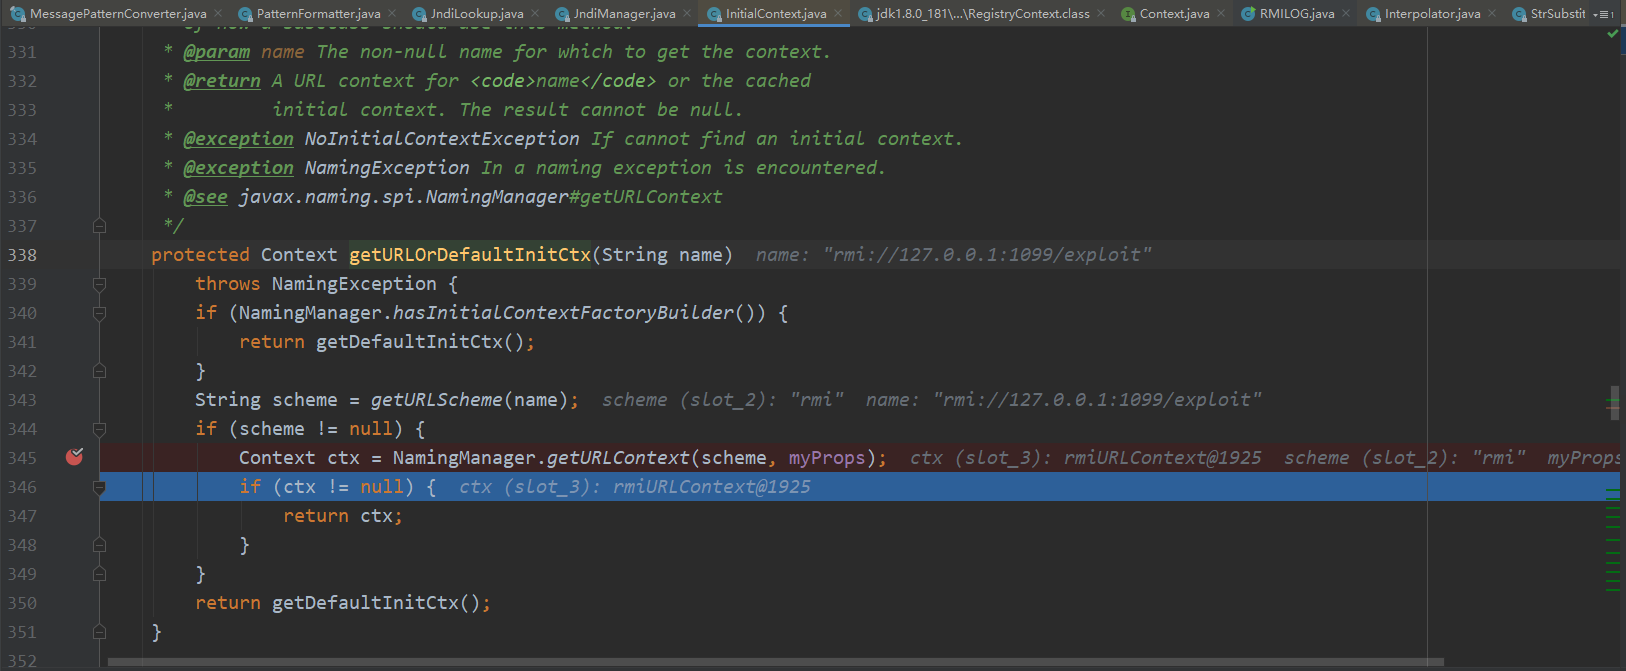 MessagePatternConverter.java PatternFormatter.java JndiLookup.java JndiManager.java InitialContext.java jdk1.8.0_181\...\RegistryContext.class Context.java RMILOG.java Interpolator.java StrSubstit
331 * @param name The non-null name for which to get the context.
332 * @return A URL context for <code>name</code> or the cached
333 * initial context. The result cannot be null.
334 * @exception NoInitialContextException If cannot find an initial context.
335 * @exception NamingException In a naming exception is encountered.
336 * @see javax.naming.spi.NamingManager#getURLContext
337 */
338 protected Context getURLOrDefaultInitCtx(String name) name: "rmi://127.0.0.1:1099/exploit"
339 throws NamingException {
340 if (NamingManager.hasInitialContextFactoryBuilder()) {
341 return getDefaultInitCtx();
342 }
343 String scheme = getURLScheme(name); scheme (slot_2): "rmi" name: "rmi://127.0.0.1:1099/exploit"
344 if (scheme != null) {
345 Context ctx = NamingManager.getURLContext(scheme, myProps); ctx (slot_3): rmiURLContext@1925 scheme (slot_2): "rmi" myProps
346 if (ctx != null) { ctx (slot_3): rmiURLContext@1925
347 return ctx;
348 }
349 }
350 return getDefaultInitCtx();
351 }
352